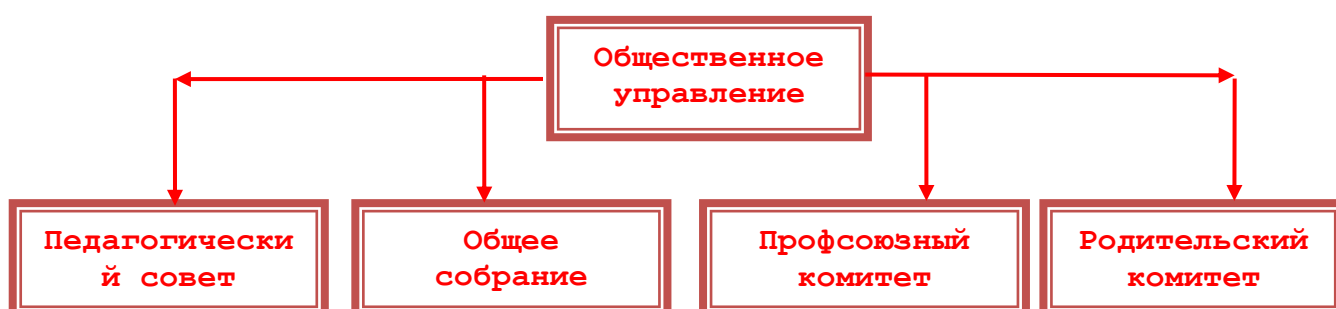 Общественное
управление
Педагогически
й совет
Общее
собрание
Профсоюзный
комитет
Родительский
комитет